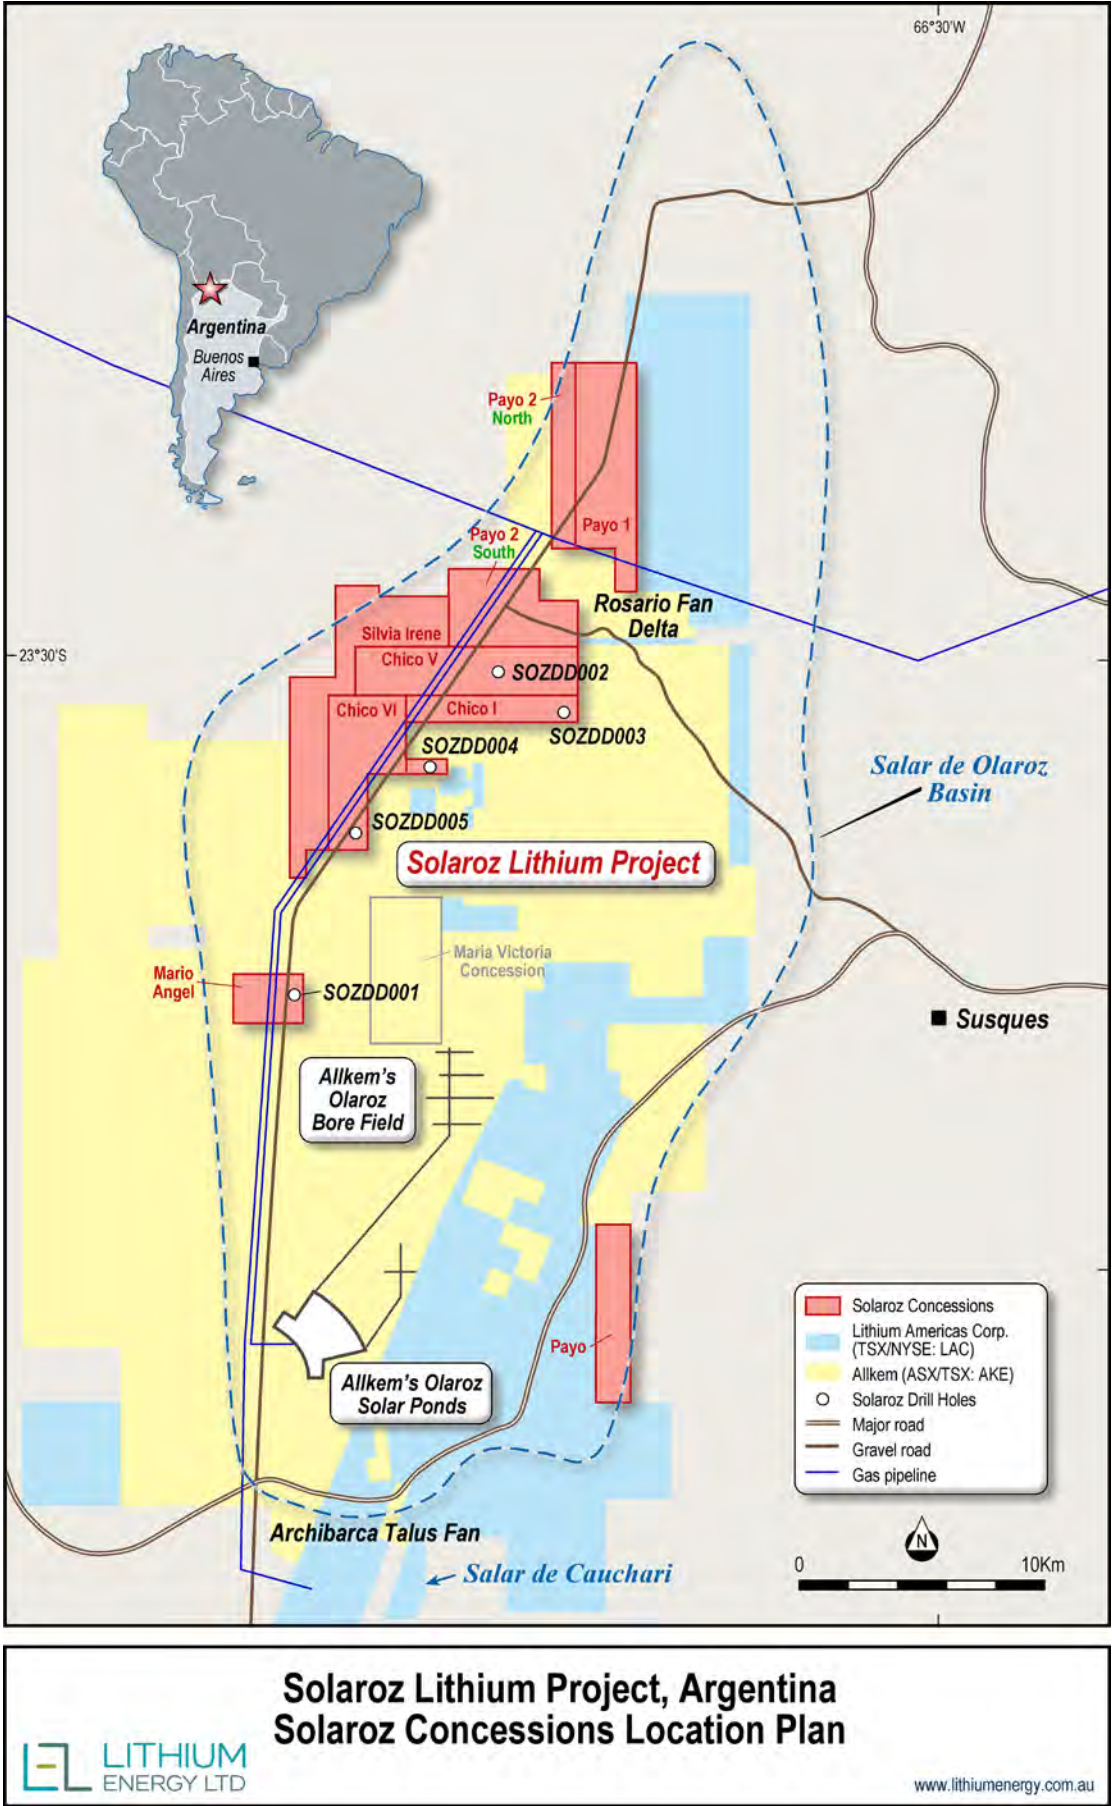 66°30'W
Argentina
Buenos
Aires
Payo 2
North
Payo 1
Payo 2
South
Rosario Fan
Delta
Silvia Irene
23°30'S
Chico V
SOZDD002
Chico VI
Chico I
SOZDD003
SOZDD004
Salar de Olaroz
Basin
SOZDD005
Solaroz Lithium Project
Maria Victoria
Concession
Mario
Angel
SOZDD001
Susques
Allkem's
Olaroz
Bore Field
Payo
Allkem's Olaroz
Solar Ponds
Solaroz Concessions
Lithium Americas Corp.
(TSX/NYSE: LAC)
Allkem (ASX/TSX: AKE)
Solaroz Drill Holes
Major road
Gravel road
Gas pipeline
Archibarca Talus Fan
Salar de Cauchari
N
0 10Km
Solaroz Lithium Project, Argentina
Solaroz Concessions Location Plan
LEL LITHIUM
ENERGY LTD
www.lithiumenergy.com.au